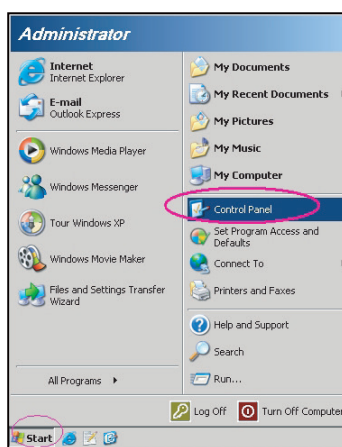 Administrator
Internet
Internet Explorer
E-mail
Outlook Express
Windows Media Player
Windows Messenger
Tour Windows XP
Windows Movie Maker
Files and Settings Transfer
Wizard
All Programs
My Documents
My Recent Documents
My Pictures
My Music
My Computer
Control Panel
Set Program Access and
Defaults
Connect To
Printers and Faxes
Help and Support
Search
Run...
Log Off Turn Off Computer
Start